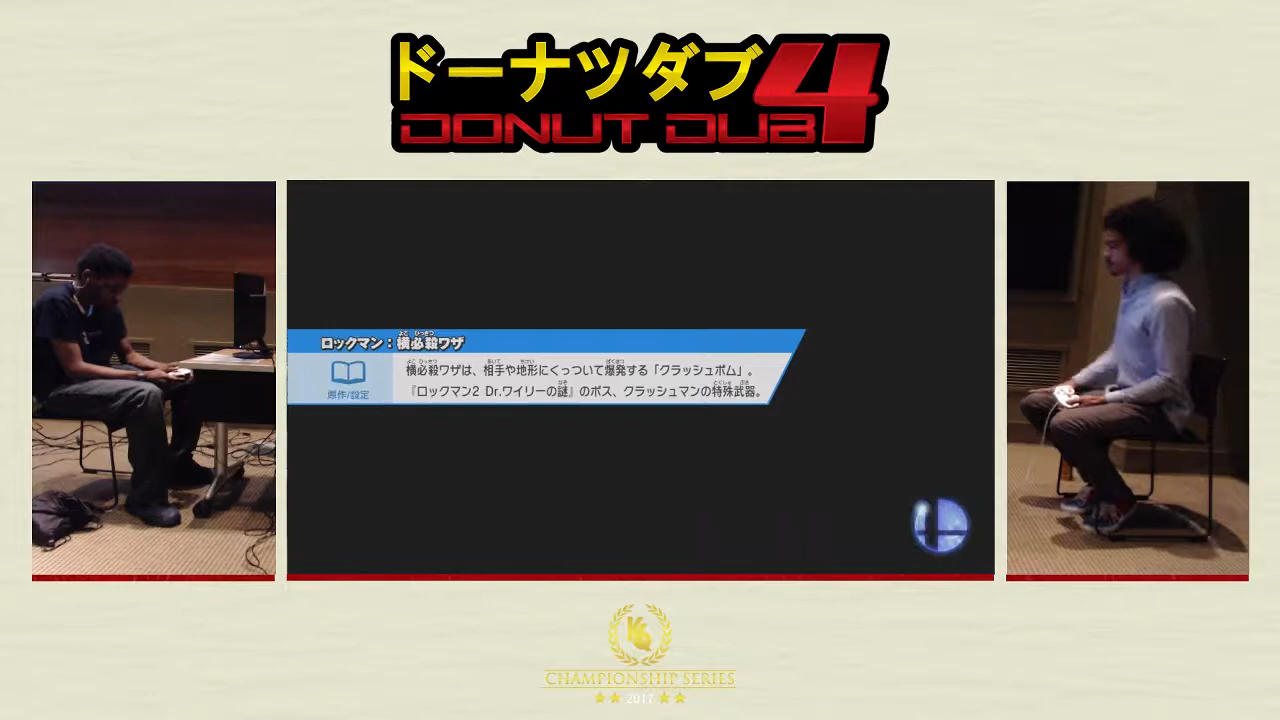 ドーナツダブ4
DONUT DUB
ロックマン：横必殺ワザ
原作/設定
横必殺ワザは、相手や地形にくっついて爆発する「クラッシュボム」。
『ロックマン2 Dr.ワイリーの謎』のボス、クラッシュマンの特殊武器。
CHAMPIONSHIP SERIES
2017